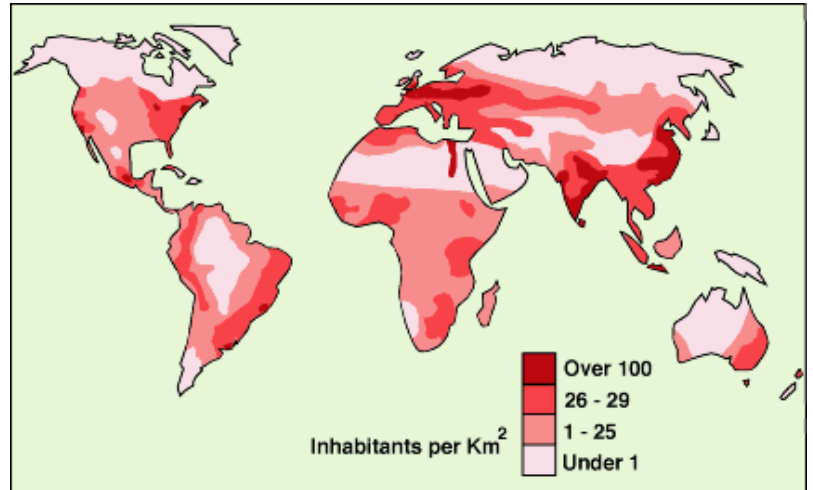 Over 100
26 - 29
1 - 25
Under 1
Inhabitants per Km²